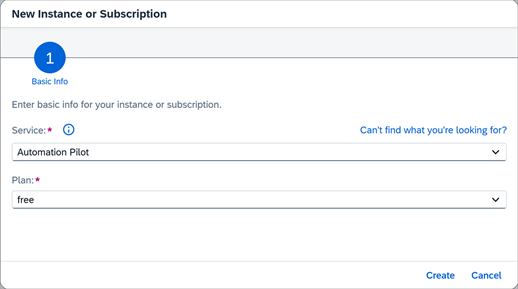 New Instance or Subscription
1
Basic Info
Enter basic info for your instance or subscription.
Service:* Can't find what you're looking for?
Automation Pilot
Plan:*
free
Create Cancel